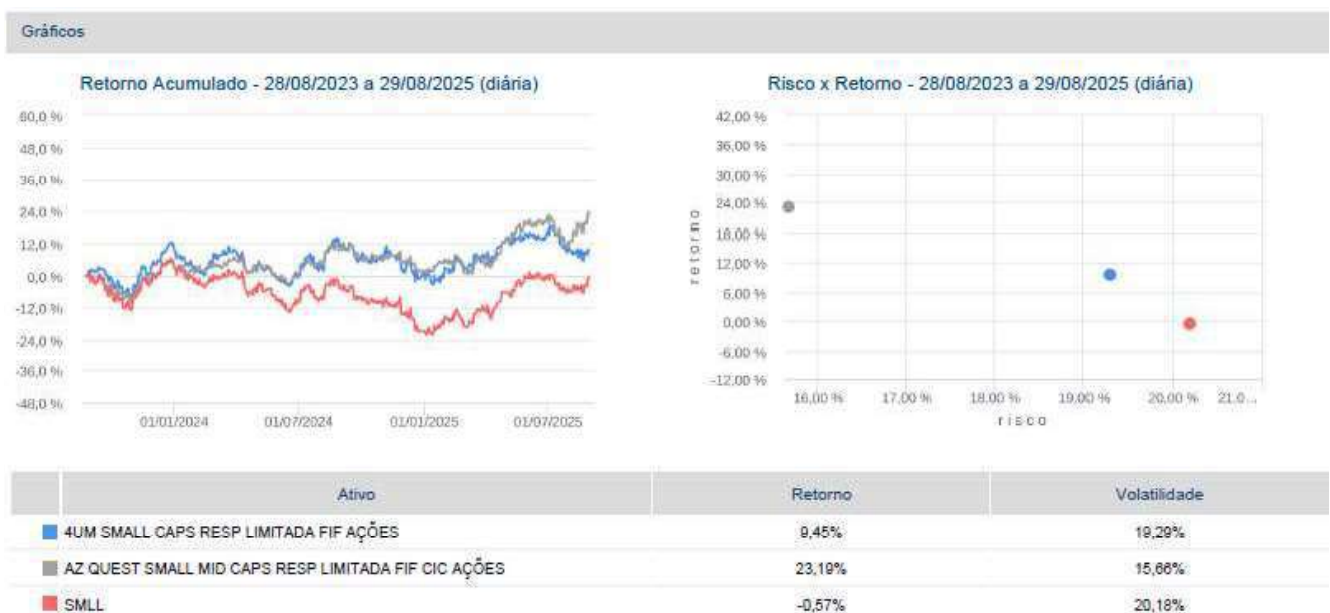 Gráficos
Retorno Acumulado - 28/08/2023 a 29/08/2025 (diária)
60,0 %
48,0 %
36,0 %
24,0 %
12,0 %
0,0 %
-12,0 %
-24,0 %
-36,0 %
-48,0 %
01/01/2024 01/07/2024 01/01/2025 01/07/2025
Risco x Retorno - 28/08/2023 a 29/08/2025 (diária)
retorno
42,00 %
36,00 %
30,00 %
24,00 %
18,00 %
12,00 %
6,00 %
0,00 %
-6,00 %
-12,00 %
16,00 % 17,00 % 18,00 % 19,00 % 20,00 % 21,0...
risco
Ativo Retorno Volatilidade
4UM SMALL CAPS RESP LIMITADA FIF AÇÕES 9,45% 19,29%
AZ QUEST SMALL MID CAPS RESP LIMITADA FIF CIC AÇÕES 23,19% 15,66%
SMLL -0,57% 20,18%